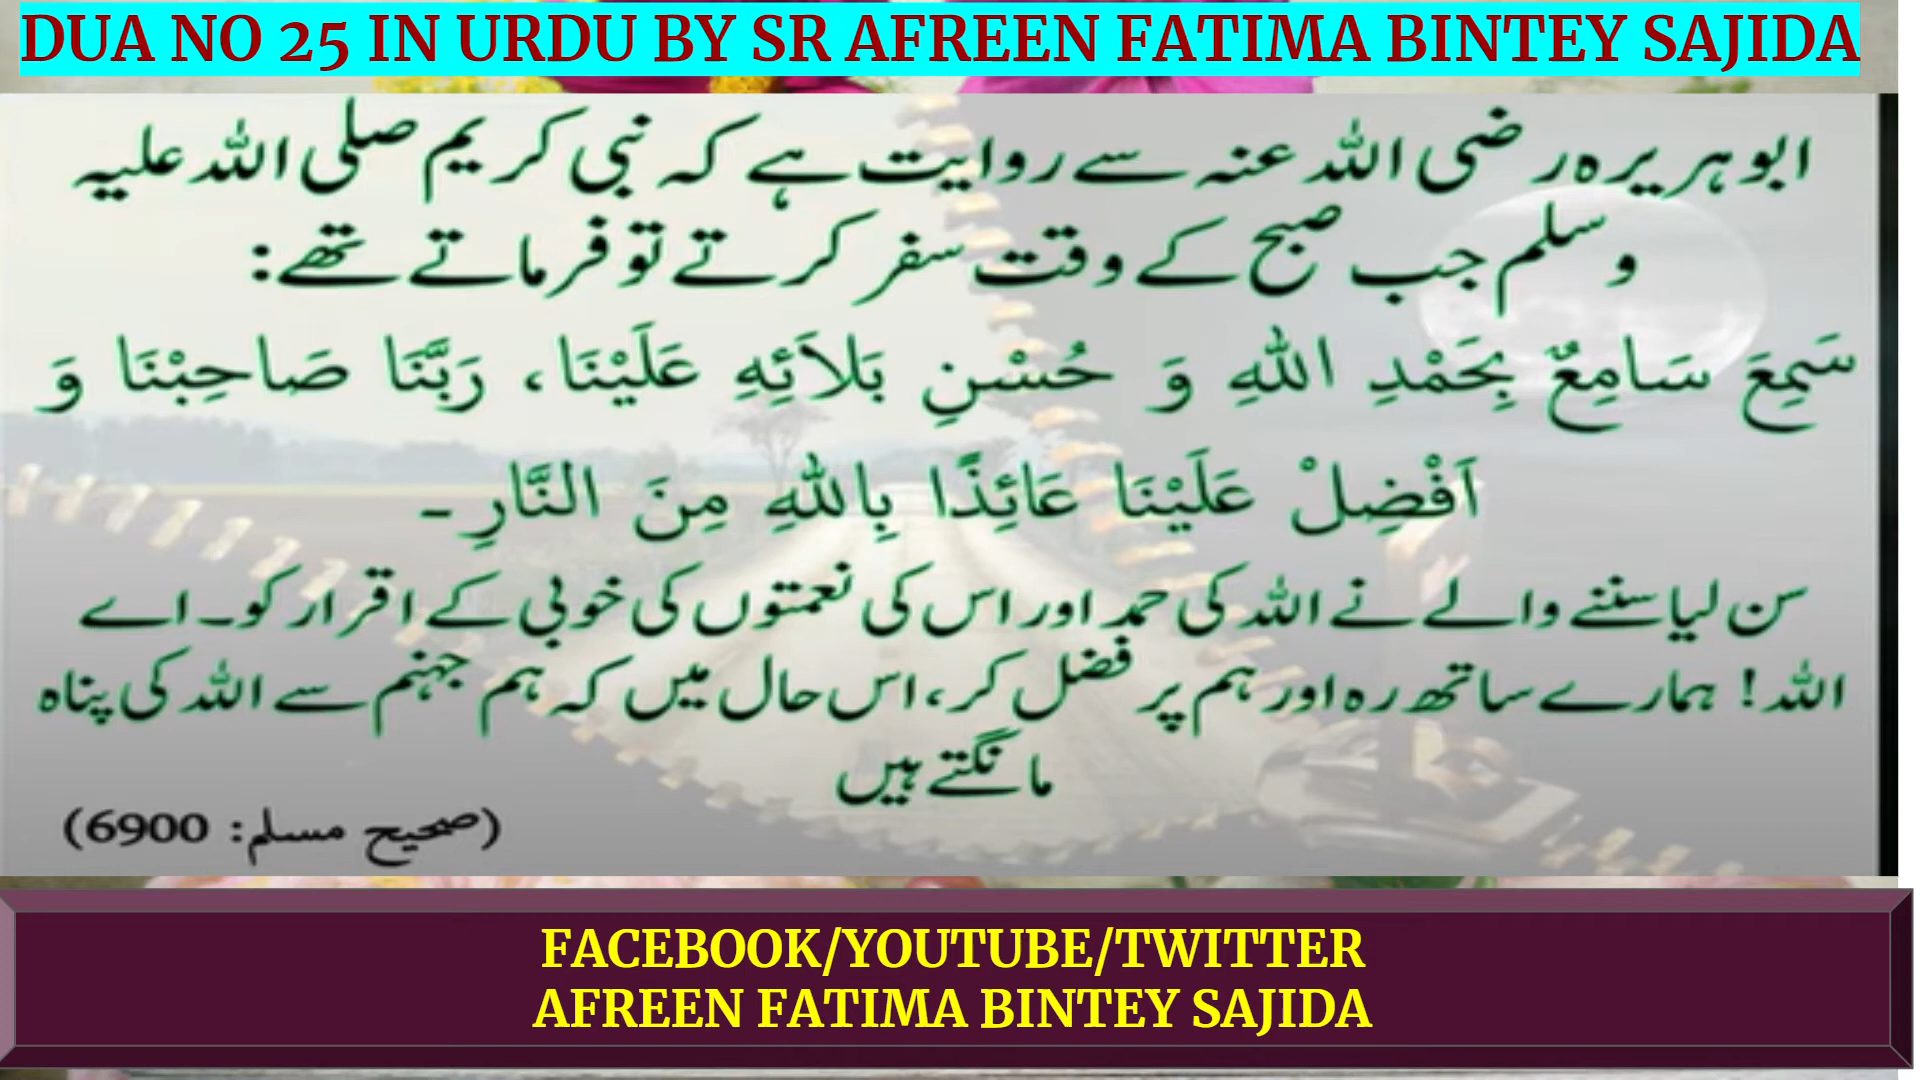 DUA NO 25 IN URDU BY SR AFREEN FATIMA BINTEY SAJIDA
ابوہریرہ رضی اللہ عنہ سے روایت ہے کہ نبی کریم صلی اللہ علیہ
وسلم جب صبح کے وقت سفر کرتے تو فرماتے تھے:
سَمِعَ سَامِعٌ بِحَمْدِ اللهِ وَ حُسْنِ بَلاَئِهِ عَلَيْنَا، رَبَّنَا صَاحِبْنَا وَ
اَفْضِلْ عَلَيْنَا عَائِذًا بِاللهِ مِنَ النَّارِ۔
سن لیا سننے والے نے اللہ کی حمد اور اس کی نعمتوں کی خوبی کے اقرار کو۔ اے
اللہ! ہمارے ساتھ رہ اور ہم پر فضل کر، اس حال میں کہ ہم جہنم سے اللہ کی پناہ
مانگتے ہیں
(صحیح مسلم: 6900)
FACEBOOK/YOUTUBE/TWITTER
AFREEN FATIMA BINTEY SAJIDA